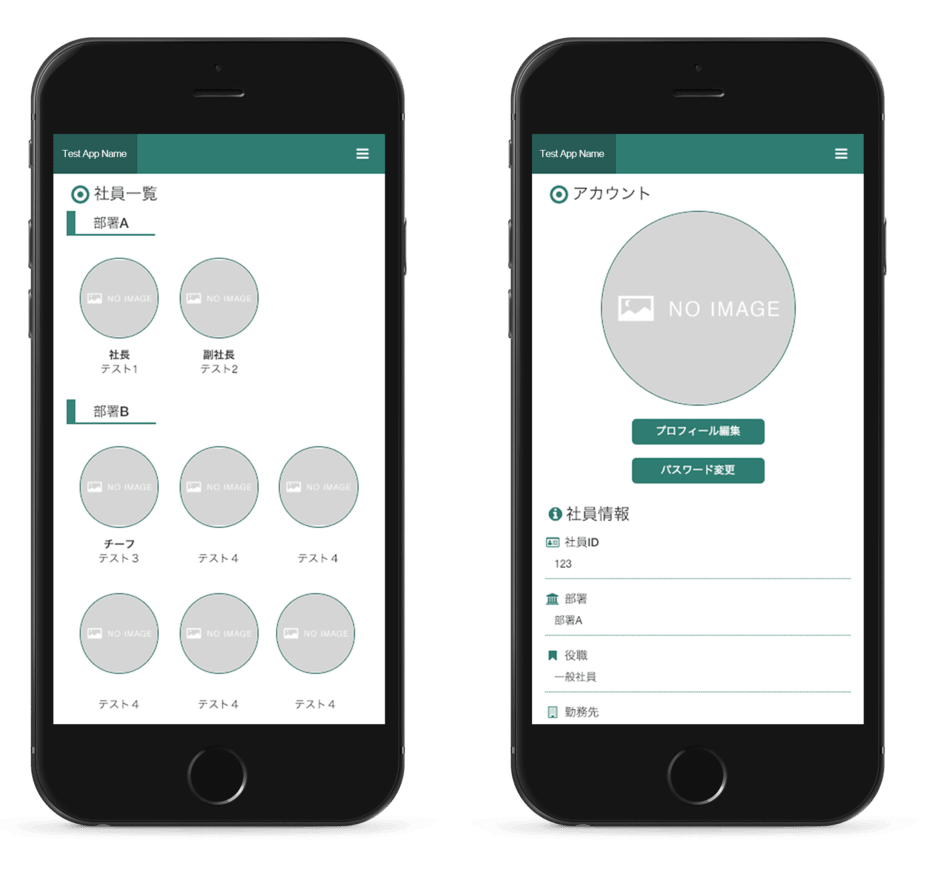 Test App Name
社員一覧
部署A
NO IMAGE NO IMAGE
社長 副社長
テスト1 テスト2
部署B
NO IMAGE NO IMAGE NO IMAGE
チーフ
テスト３ テスト４ テスト４
NO IMAGE NO IMAGE NO IMAGE
テスト４ テスト４ テスト４
Test App Name
アカウント
NO IMAGE
プロフィール編集
パスワード変更
社員情報
社員ID
123
部署
部署A
役職
一般社員
勤務先